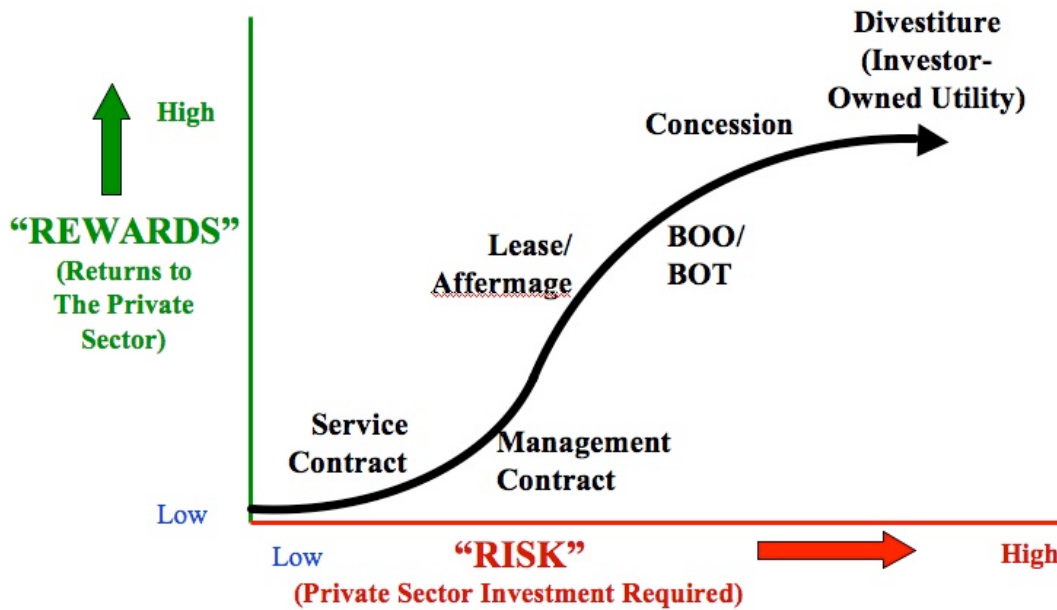 Divestiture
(Investor-
Owned Utility)
High
Concession
“REWARDS”
(Returns to
The Private
Sector)
Lease/
Affermage
BOO/
BOT
Service
Contract
Management
Contract
Low
Low
“RISK”
High
(Private Sector Investment Required)